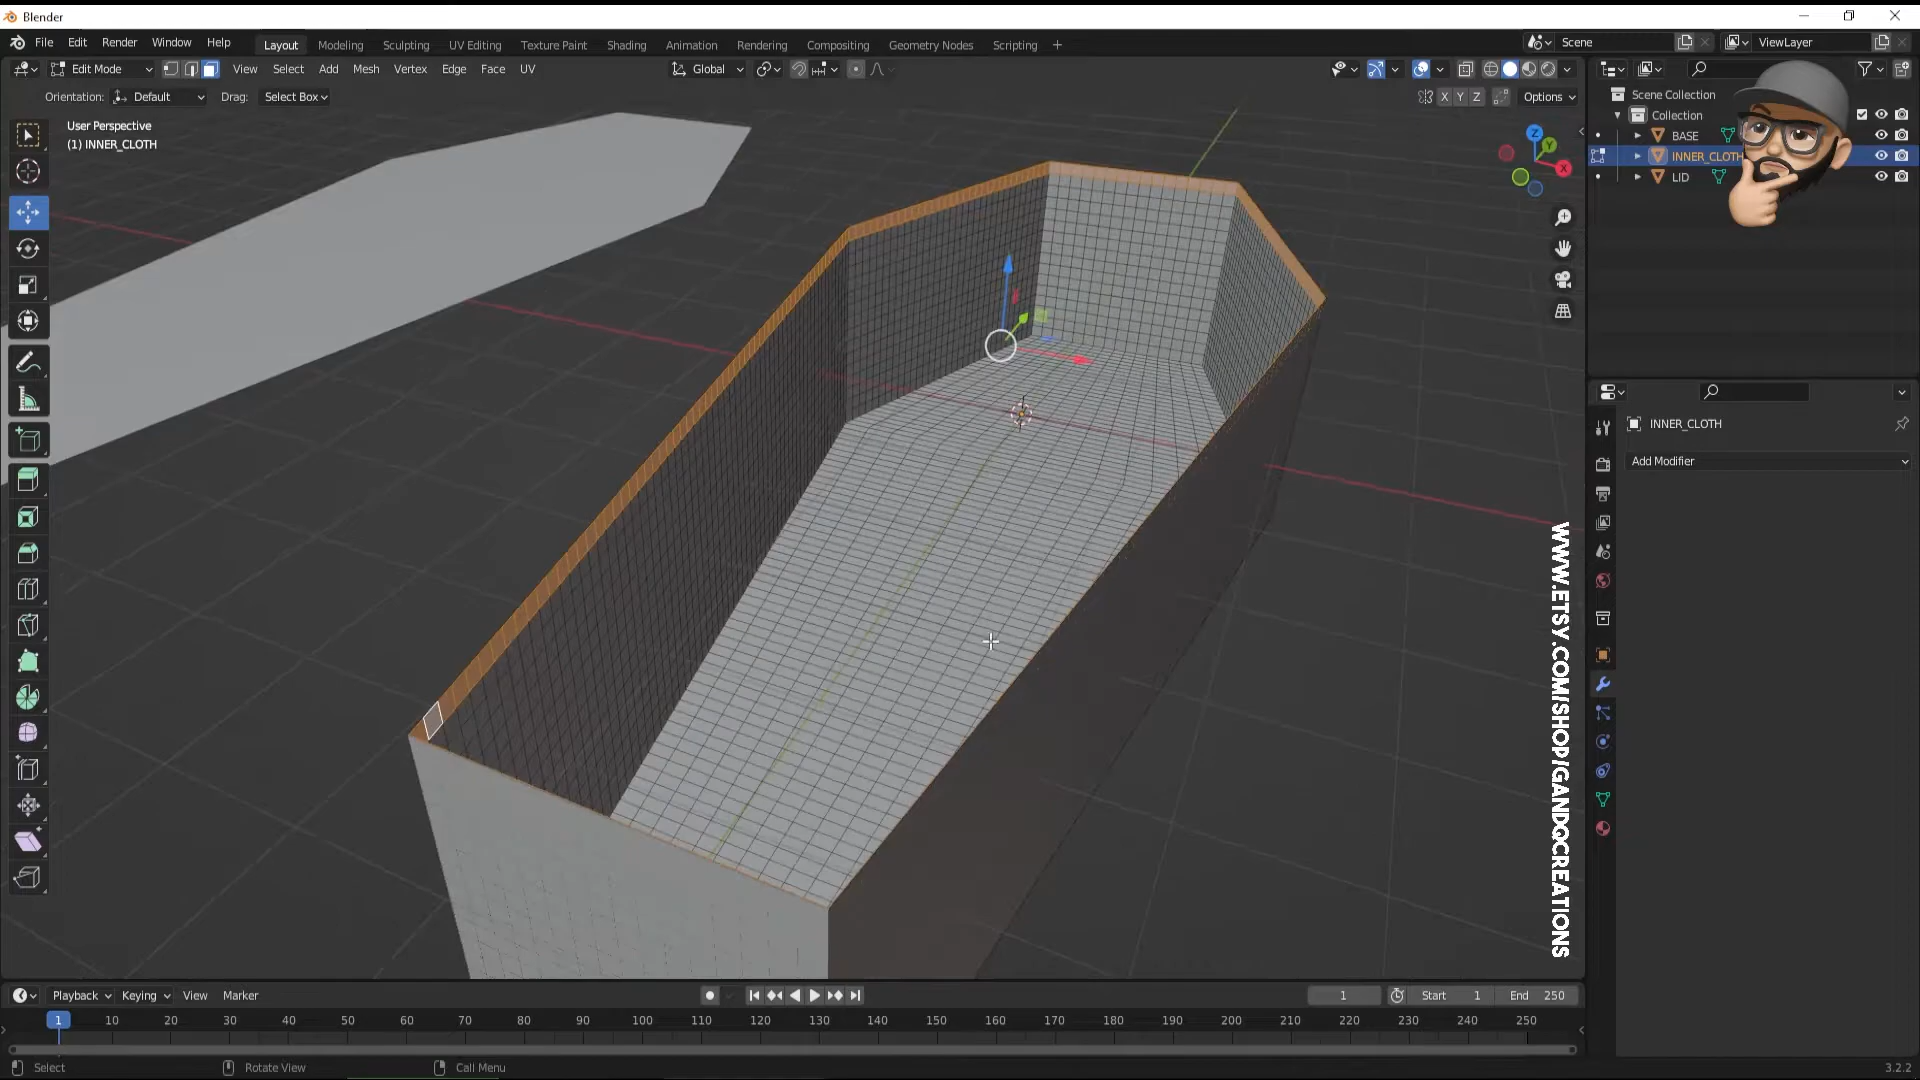 Blender
File Edit Render Window Help Layout Modeling Sculpting UV Editing Texture Paint Shading Animation Rendering Compositing Geometry Nodes Scripting + Scene ViewLayer
Edit Mode View Select Add Mesh Vertex Edge Face UV Global
Orientation: Default Drag: Select Box X Y Z Options
User Perspective
(1) INNER_CLOTH
Z
Y
X
Scene Collection
Collection
BASE
INNER_CLOTH
LID
INNER_CLOTH
Add Modifier
WWW.ETSY.COM/SHOP/GANDQCREATIONS
Playback Keying View Marker 1 Start 1 End 250
1 10 20 30 40 50 60 70 80 90 100 110 120 130 140 150 160 170 180 190 200 210 220 230 240 250
Select Rotate View Call Menu 3.2.2